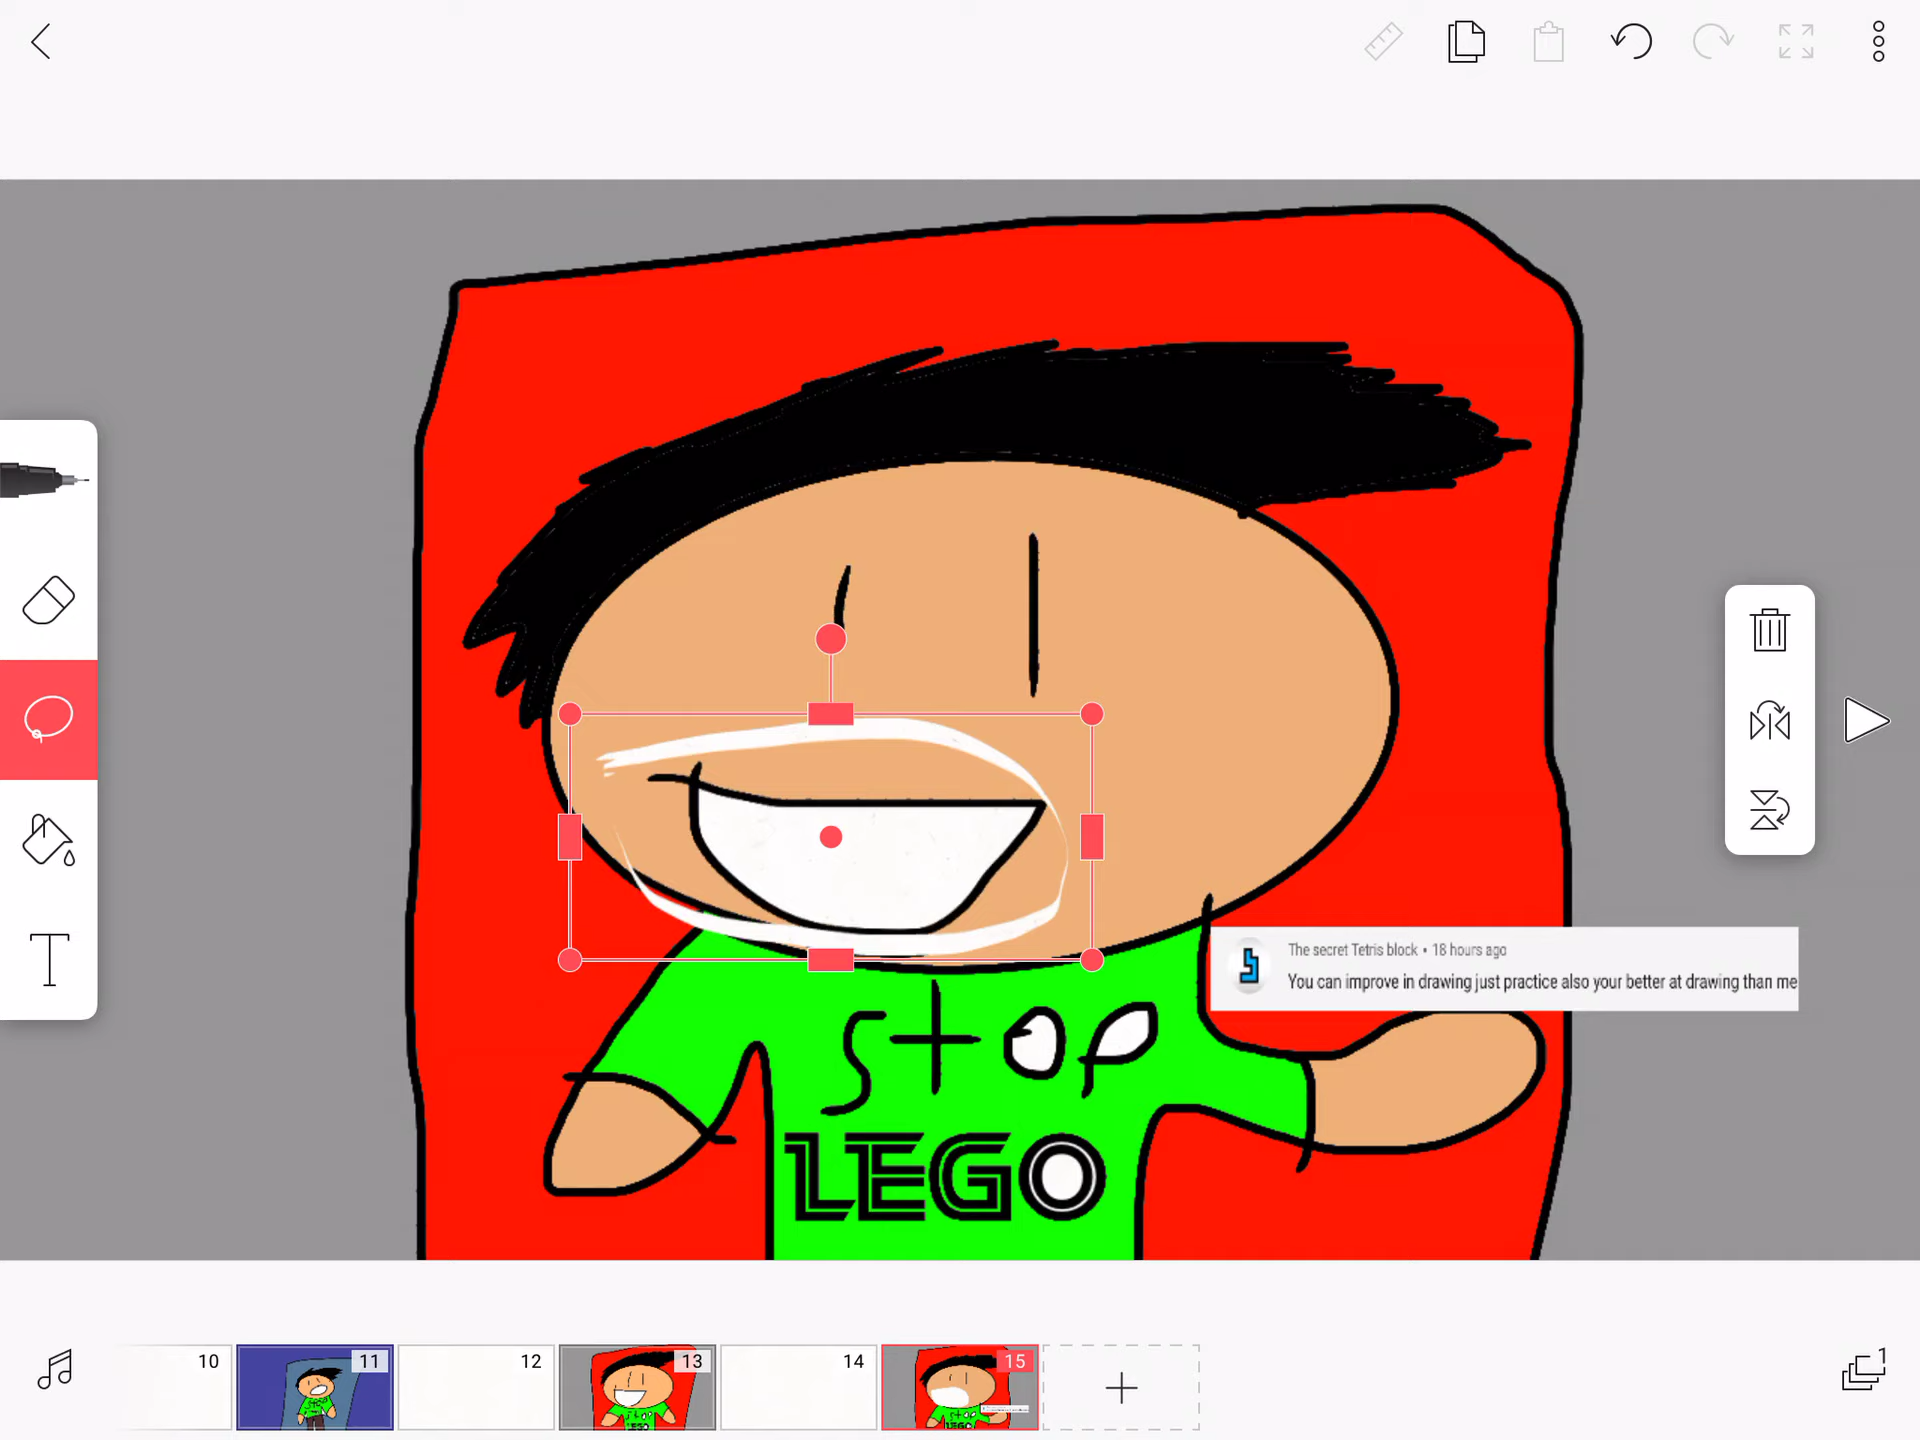 The secret Tetris block • 18 hours ago
You can improve in drawing just practice also your better at drawing than me
stop
LEGO
10 11 12 13 14 15
1